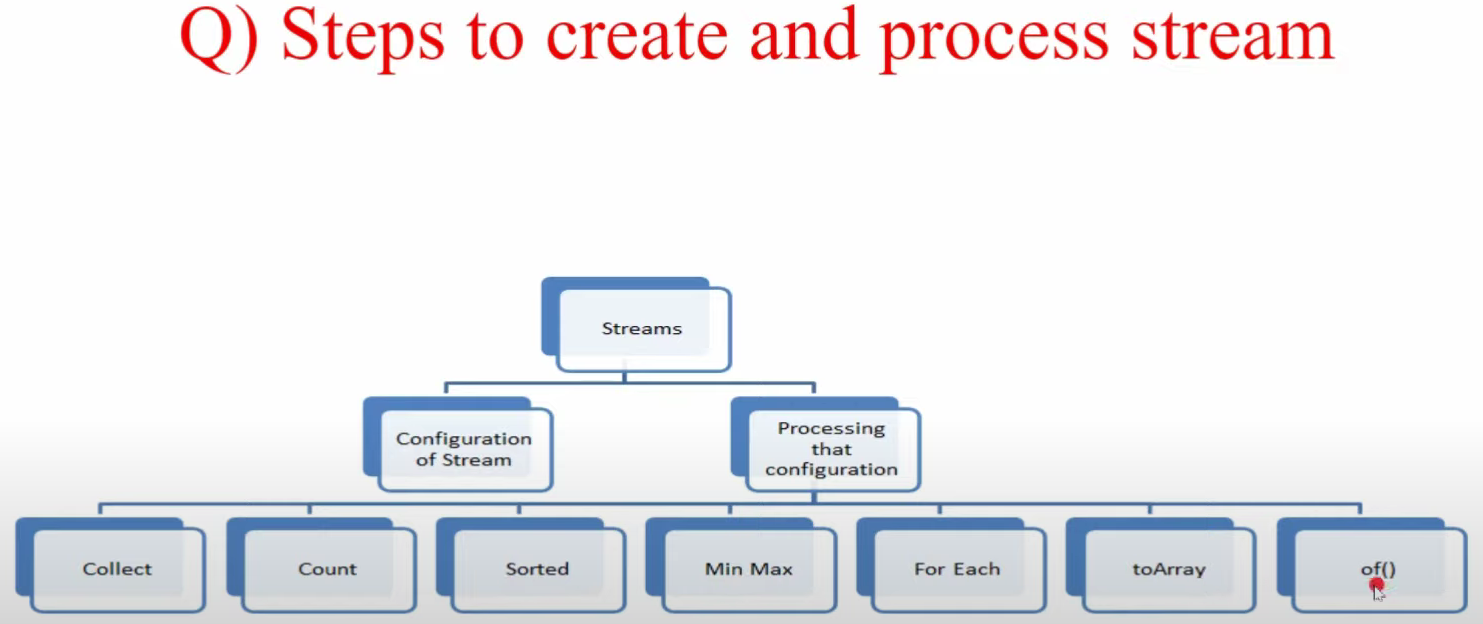 Q) Steps to create and process stream
Streams
Configuration
of Stream
Processing
that
configuration
Collect
Count
Sorted
Min Max
For Each
toArray
of()